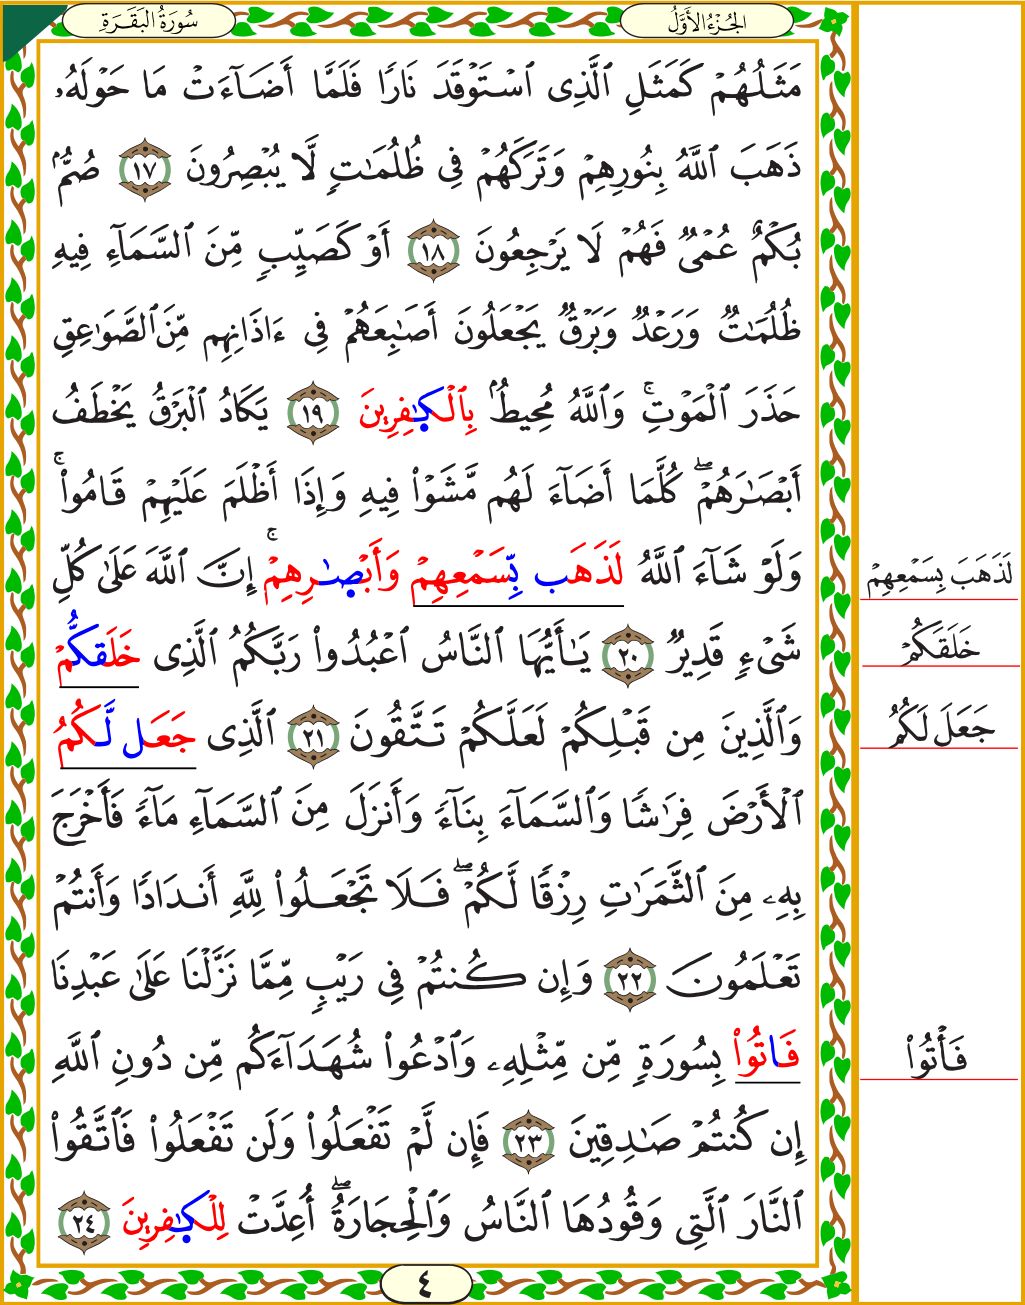 الجُزْءُ الأَوَّلُ
سُورَةُ البَقَرَةِ
مَثَلُهُمْ كَمَثَلِ ٱلَّذِى ٱسْتَوْقَدَ نَارًا فَلَمَّا أَضَآءَتْ مَا حَوْلَهُۥ
ذَهَبَ ٱللَّهُ بِنُورِهِمْ وَتَرَكَهُمْ فِى ظُلُمَـٰتٍ لَّا يُبْصِرُونَ ١٧ صُمٌّۢ
بُكْمٌ عُمْىٌ فَهُمْ لَا يَرْجِعُونَ ١٨ أَوْ كَصَيِّبٍ مِّنَ ٱلسَّمَآءِ فِيهِ
ظُلُمَـٰتٌ وَرَعْدٌ وَبَرْقٌ يَجْعَلُونَ أَصَـٰبِعَهُمْ فِى ءَاذَانِهِم مِّنَ ٱلصَّوَٰعِقِ
حَذَرَ ٱلْمَوْتِ ۚ وَٱللَّهُ مُحِيطٌۢ بِٱلْكَـٰفِرِينَ ١٩ يَكَادُ ٱلْبَرْقُ يَخْطَفُ
أَبْصَـٰرَهُمْ ۖ كُلَّمَا أَضَآءَ لَهُم مَّشَوْا۟ فِيهِ وَإِذَا أَظْلَمَ عَلَيْهِمْ قَامُوا۟ ۚ
وَلَوْ شَآءَ ٱللَّهُ لَذَهَب بِّسَمْعِهِمْ وَأَبْصـٰرِهِمْ ۚ إِنَّ ٱللَّهَ عَلَىٰ كُلِّ
شَىْءٍ قَدِيرٌ ٢٠ يَـٰأَيُّهَا ٱلنَّاسُ ٱعْبُدُوا۟ رَبَّكُمُ ٱلَّذِى خَلَقكُّمْ
وَٱلَّذِينَ مِن قَبْلِكُمْ لَعَلَّكُمْ تَتَّقُونَ ٢١ ٱلَّذِى جَعَل لَّكُمُ
ٱلْأَرْضَ فِرَٰشًا وَٱلسَّمَآءَ بِنَآءً وَأَنزَلَ مِنَ ٱلسَّمَآءِ مَآءً فَأَخْرَجَ
بِهِۦ مِنَ ٱلثَّمَرَٰتِ رِزْقًا لَّكُمْ ۖ فَلَا تَجْعَلُوا۟ لِلَّهِ أَندَادًا وَأَنتُمْ
تَعْلَمُونَ ٢٢ وَإِن كُنتُمْ فِى رَيْبٍ مِّمَّا نَزَّلْنَا عَلَىٰ عَبْدِنَا
فَاتُوا۟ بِسُورَةٍ مِّن مِّثْلِهِۦ وَٱدْعُوا۟ شُهَدَآءَكُم مِّن دُونِ ٱللَّهِ
إِن كُنتُمْ صَـٰدِقِينَ ٢٣ فَإِن لَّمْ تَفْعَلُوا۟ وَلَن تَفْعَلُوا۟ فَٱتَّقُوا۟
ٱلنَّارَ ٱلَّتِى وَقُودُهَا ٱلنَّاسُ وَٱلْحِجَارَةُ ۖ أُعِدَّتْ لِلْكَـٰفِرِينَ ٢٤
٤
لَذَهَبَ بِسَمْعِهِمْ
خَلَقَكُمْ
جَعَلَ لَكُمُ
فَأْتُوا۟